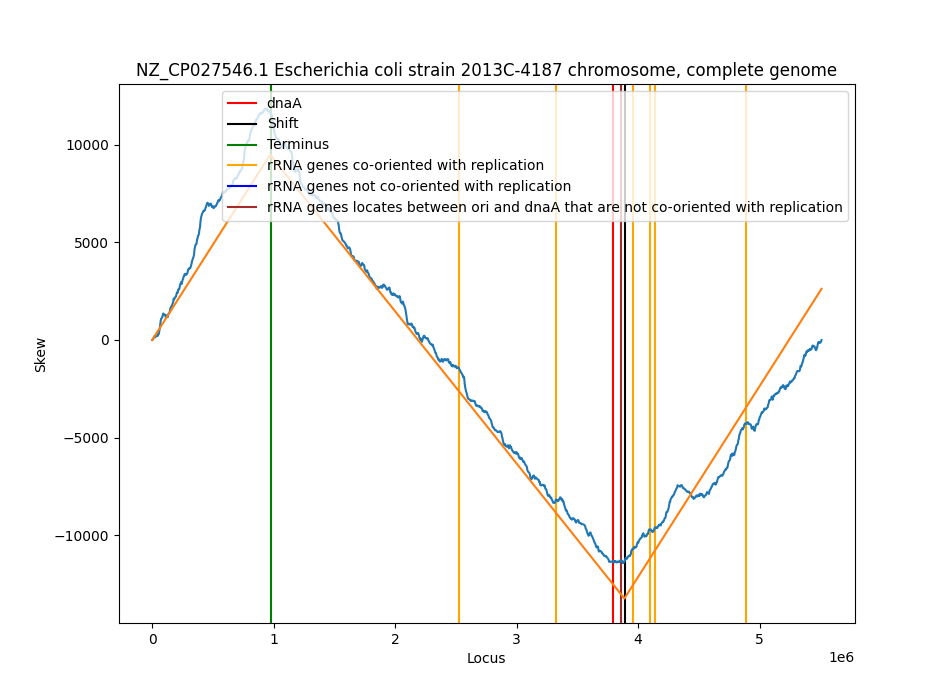 NZ_CP027546.1 Escherichia coli strain 2013C-4187 chromosome, complete genome
dnaA
Shift
Terminus
rRNA genes co-oriented with replication
rRNA genes not co-oriented with replication
rRNA genes locates between ori and dnaA that are not co-oriented with replication
10000
5000
0
−5000
−10000
Skew
0 1 2 3 4 5
1e6
Locus